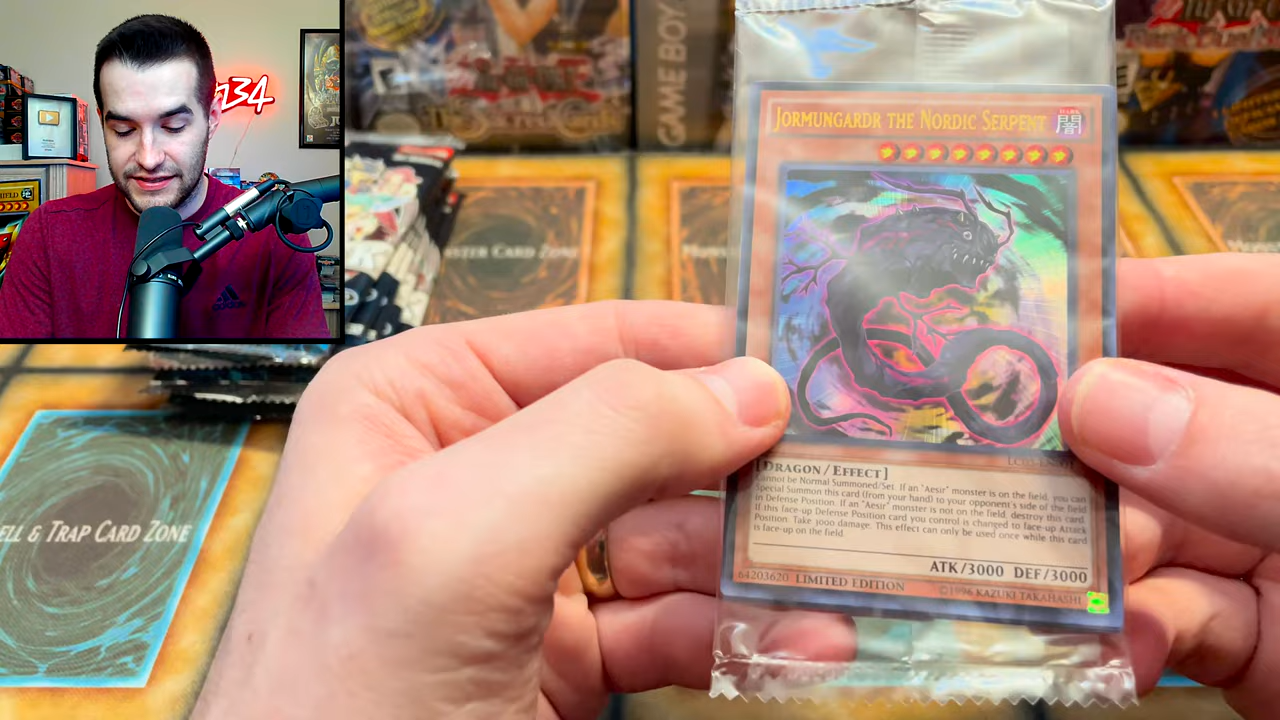 234
GAME BOY
JORMUNGARDR THE NORDIC SERPENT
闇
MONSTER CARD ZONE
[DRAGON/EFFECT]
Cannot be Normal Summoned/Set. If an "Aesir" monster is on the field, you can
Special Summon this card (from your hand) to your opponent's side of the field
in Defense Position. If an "Aesir" monster is not on the field, destroy this card.
If this face-up Defense Position card you control is changed to face-up Attack
Position: Take 3000 damage. This effect can only be used once while this card
is face-up on the field.
ATK/3000 DEF/3000
64203620 LIMITED EDITION ©1996 KAZUKI TAKAHASHI
ELL & TRAP CARD ZONE
adidas